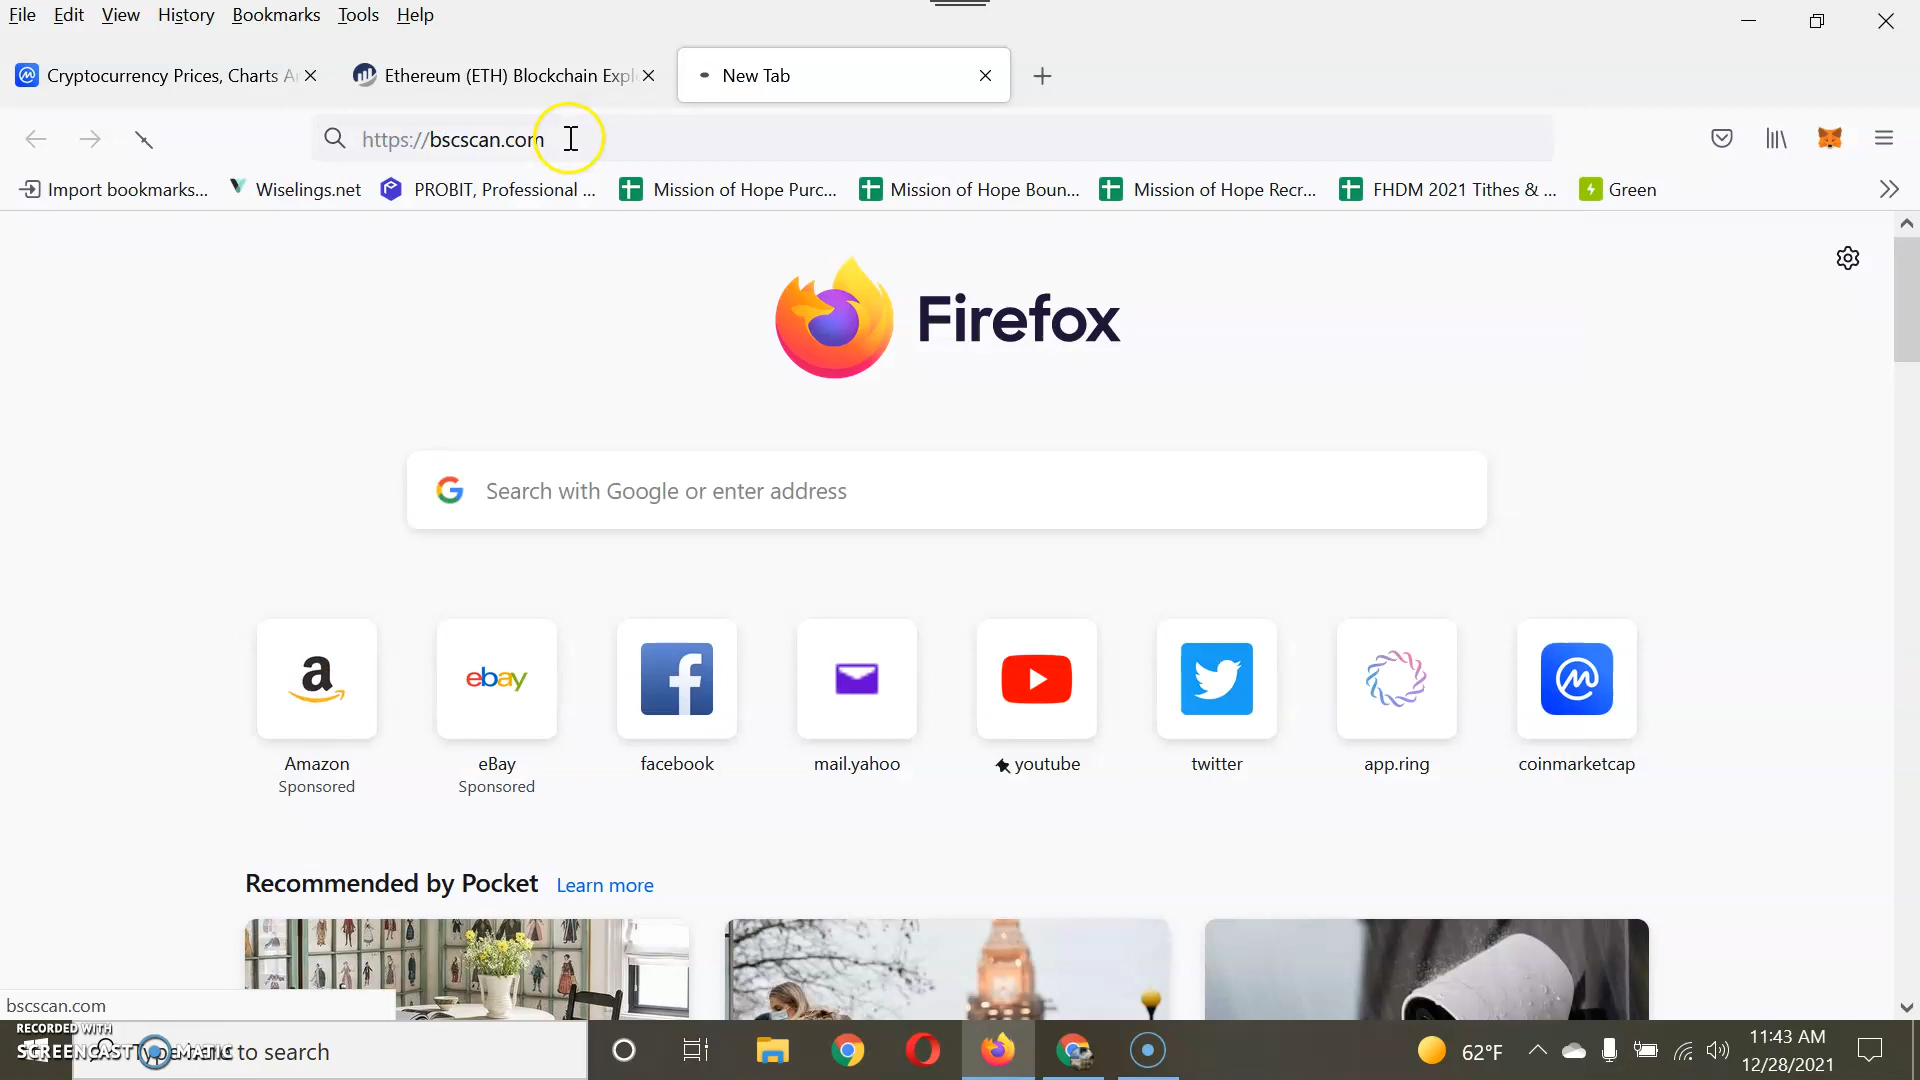 File Edit View History Bookmarks Tools Help
Cryptocurrency Prices, Charts A
Ethereum (ETH) Blockchain Expl
New Tab
https://bscscan.com
Import bookmarks...
Wiselings.net
PROBIT, Professional ...
Mission of Hope Purc...
Mission of Hope Boun...
Mission of Hope Recr...
FHDM 2021 Tithes & ...
Green
Firefox
Search with Google or enter address
a
ebay
Amazon
Sponsored
eBay
Sponsored
facebook
mail.yahoo
youtube
twitter
app.ring
coinmarketcap
Recommended by Pocket Learn more
bscscan.com
RECORDED WITH
SCREENCAST MATIC
to search
62°F
11:43 AM
12/28/2021